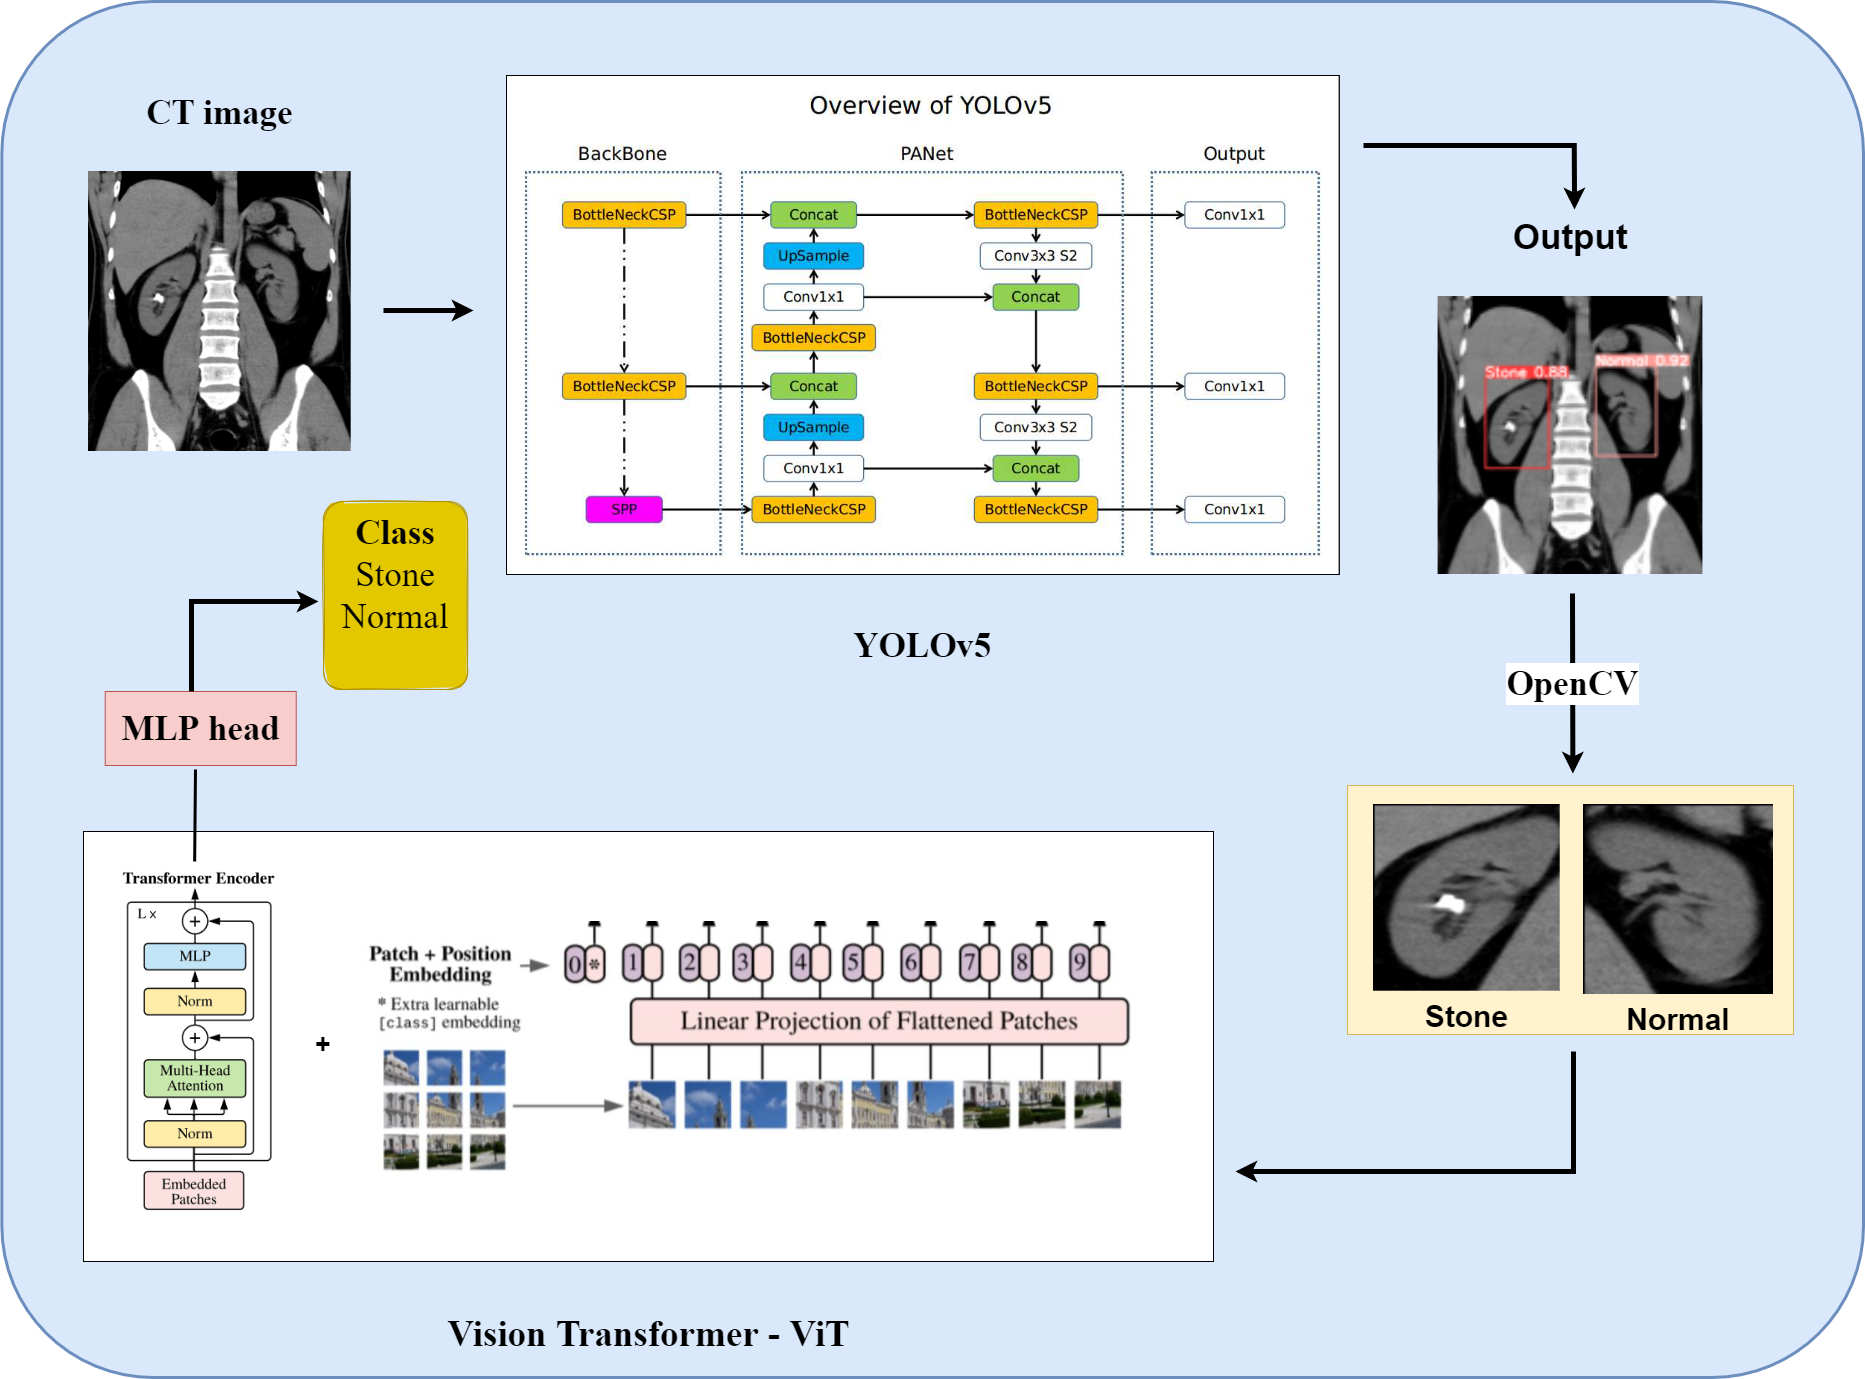 CT image
Overview of YOLOv5
BackBone
PANet
Output
BottleNeckCSP
Concat
BottleNeckCSP
Conv1x1
UpSample
Conv3x3 S2
Conv1x1
Concat
BottleNeckCSP
BottleNeckCSP
Concat
BottleNeckCSP
Conv1x1
UpSample
Conv3x3 S2
Conv1x1
Concat
SPP
BottleNeckCSP
BottleNeckCSP
Conv1x1
YOLOv5
Output
Stone 0.88
Normal 0.92
OpenCV
Stone
Normal
Class
Stone
Normal
MLP head
Transformer Encoder
L x
+
MLP
Norm
+
Multi-Head
Attention
Norm
Embedded
Patches
+
Patch + Position
Embedding
* Extra learnable
[class] embedding
0 *
1
2
3
4
5
6
7
8
9
Linear Projection of Flattened Patches
Vision Transformer - ViT